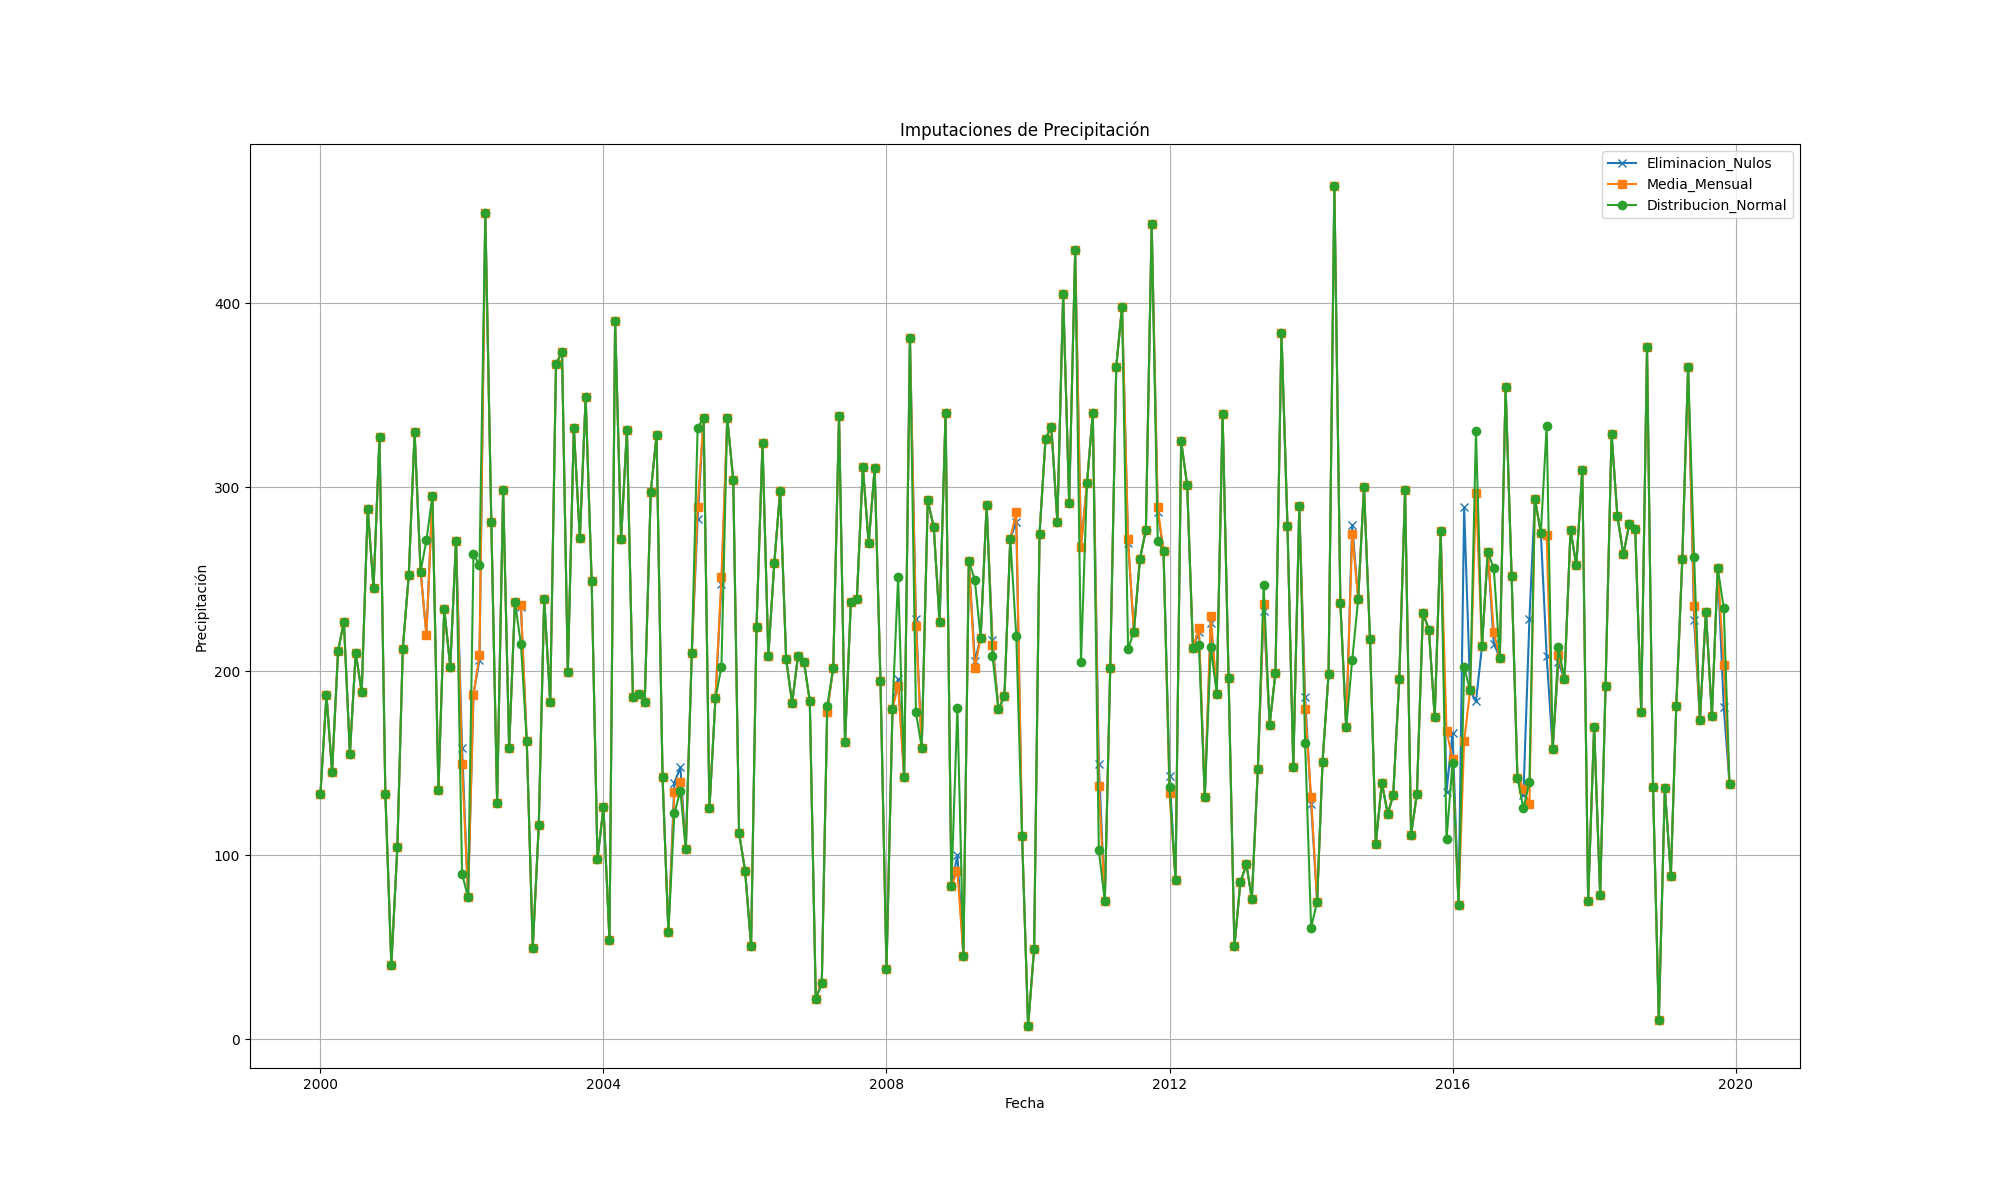 Imputaciones de Precipitación
Eliminacion_Nulos
Media_Mensual
Distribucion_Normal
Precipitación
400
300
200
100
0
2000
2004
2008
2012
2016
2020
Fecha